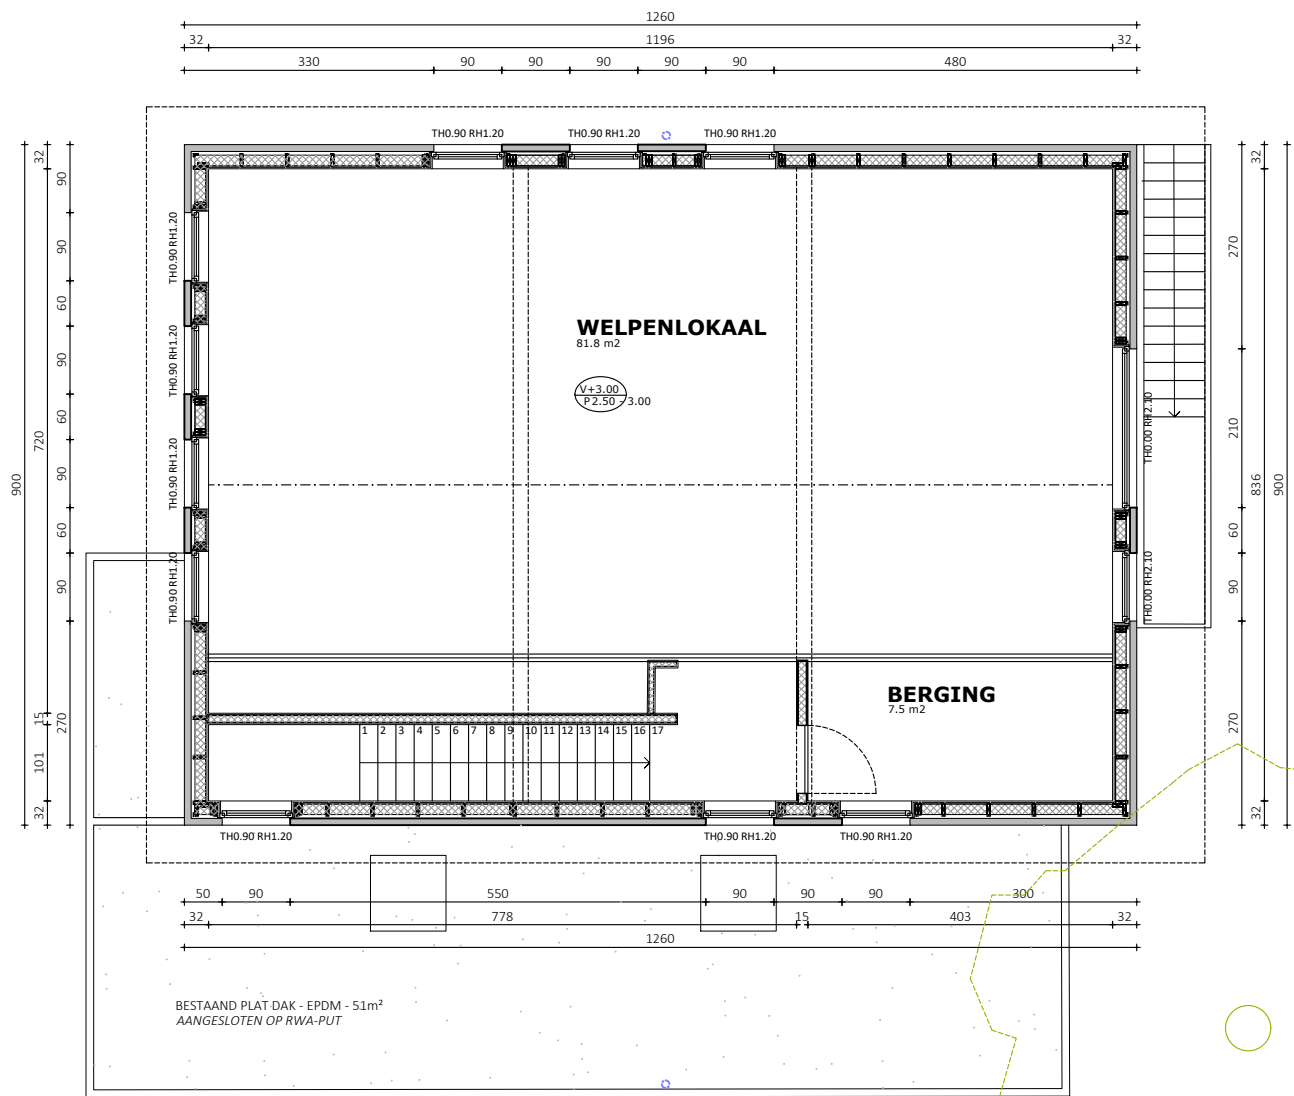 1260
32 1196 32
330 90 90 90 90 90 480
TH0.90 RH1.20 TH0.90 RH1.20 TH0.90 RH1.20
900
32 720 15 101 32
90 90 60 90 60 90 60 90 270
TH0.90 RH1.20
TH0.90 RH1.20
TH0.90 RH1.20
TH0.90 RH1.20
WELPENLOKAAL
81.8 m2
V+3.00
P 2.50 - 3.00
TH0.00 RH2.10
TH0.00 RH2.10
270 210 60 90 270
32 836 32
900
BERGING
7.5 m2
1 2 3 4 5 6 7 8 9 10 11 12 13 14 15 16 17
TH0.90 RH1.20 TH0.90 RH1.20 TH0.90 RH1.20
50 90 550 90 90 90 300
32 778 15 403 32
1260
BESTAAND PLAT DAK - EPDM - 51m²
AANGESLOTEN OP RWA-PUT